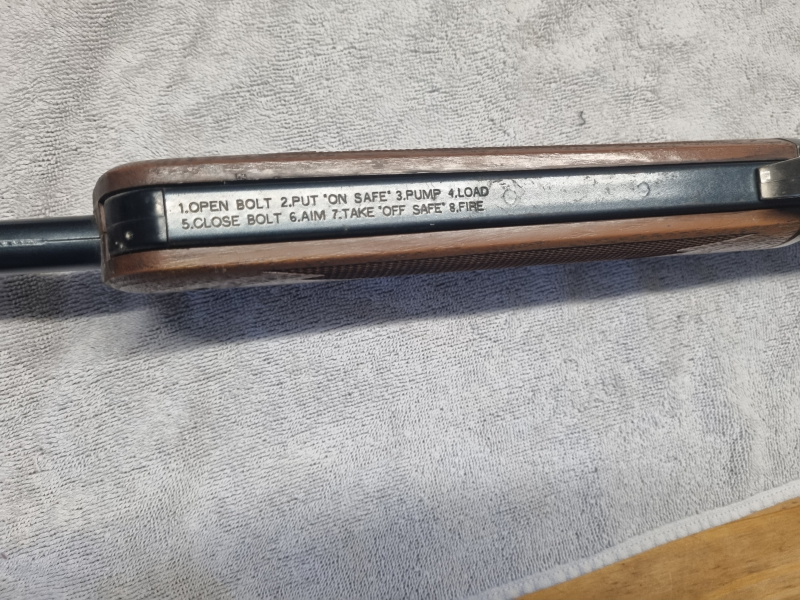 1.OPEN BOLT 2.PUT "ON SAFE" 3.PUMP 4.LOAD
5.CLOSE BOLT 6.AIM 7.TAKE "OFF SAFE" 8.FIRE